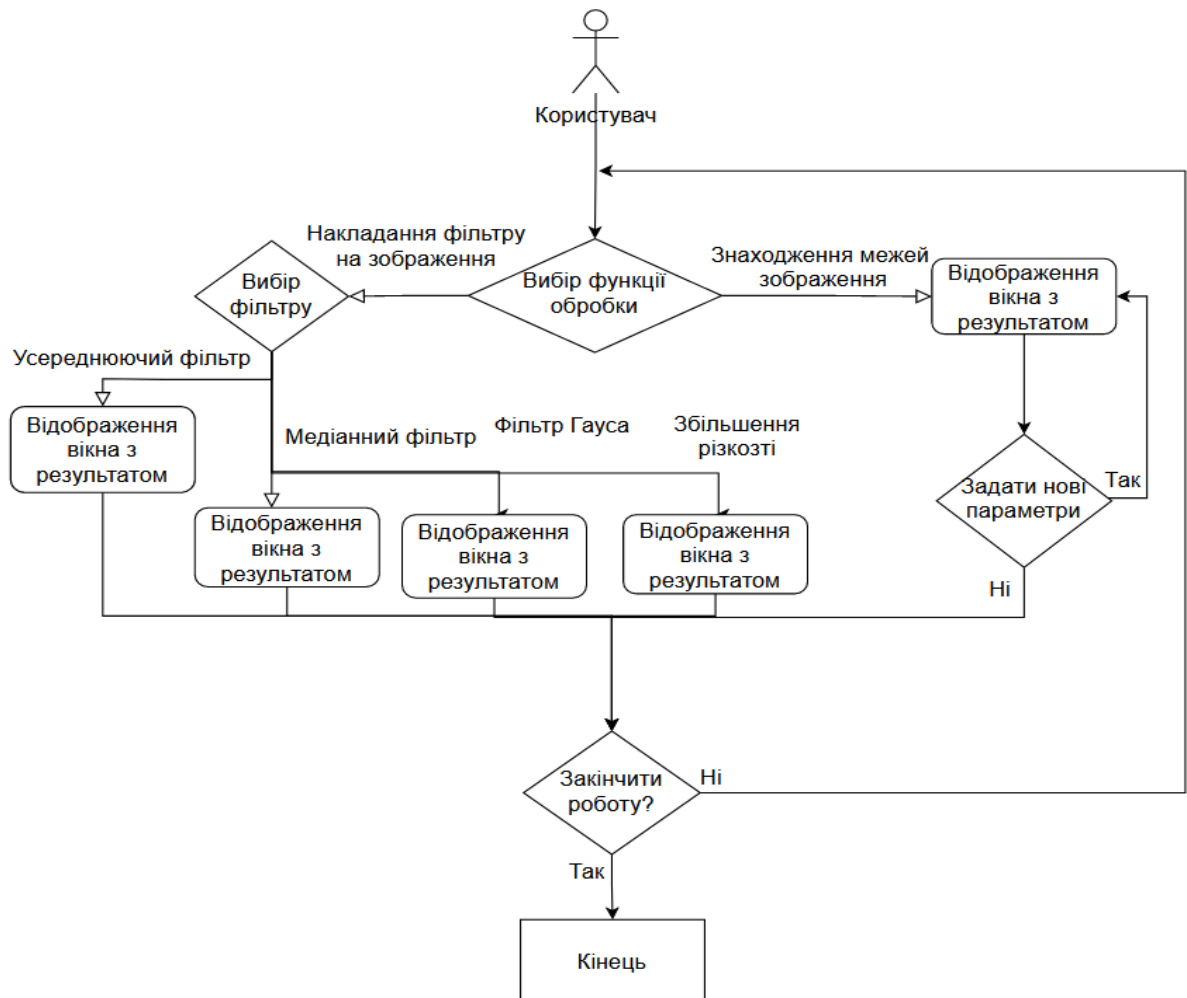 Користувач
Накладання фільтру
на зображення
Вибір функції
обробки
Знаходження межей
зображення
Вибір
фільтру
Відображення
вікна з
результатом
Усереднюючий фільтр
Відображення
вікна з
результатом
Медіанний фільтр
Фільтр Гауса
Збільшення
різкозті
Задати нові
параметри
Так
Відображення
вікна з
результатом
Відображення
вікна з
результатом
Відображення
вікна з
результатом
Ні
Закінчити
роботу?
Ні
Так
Кінець